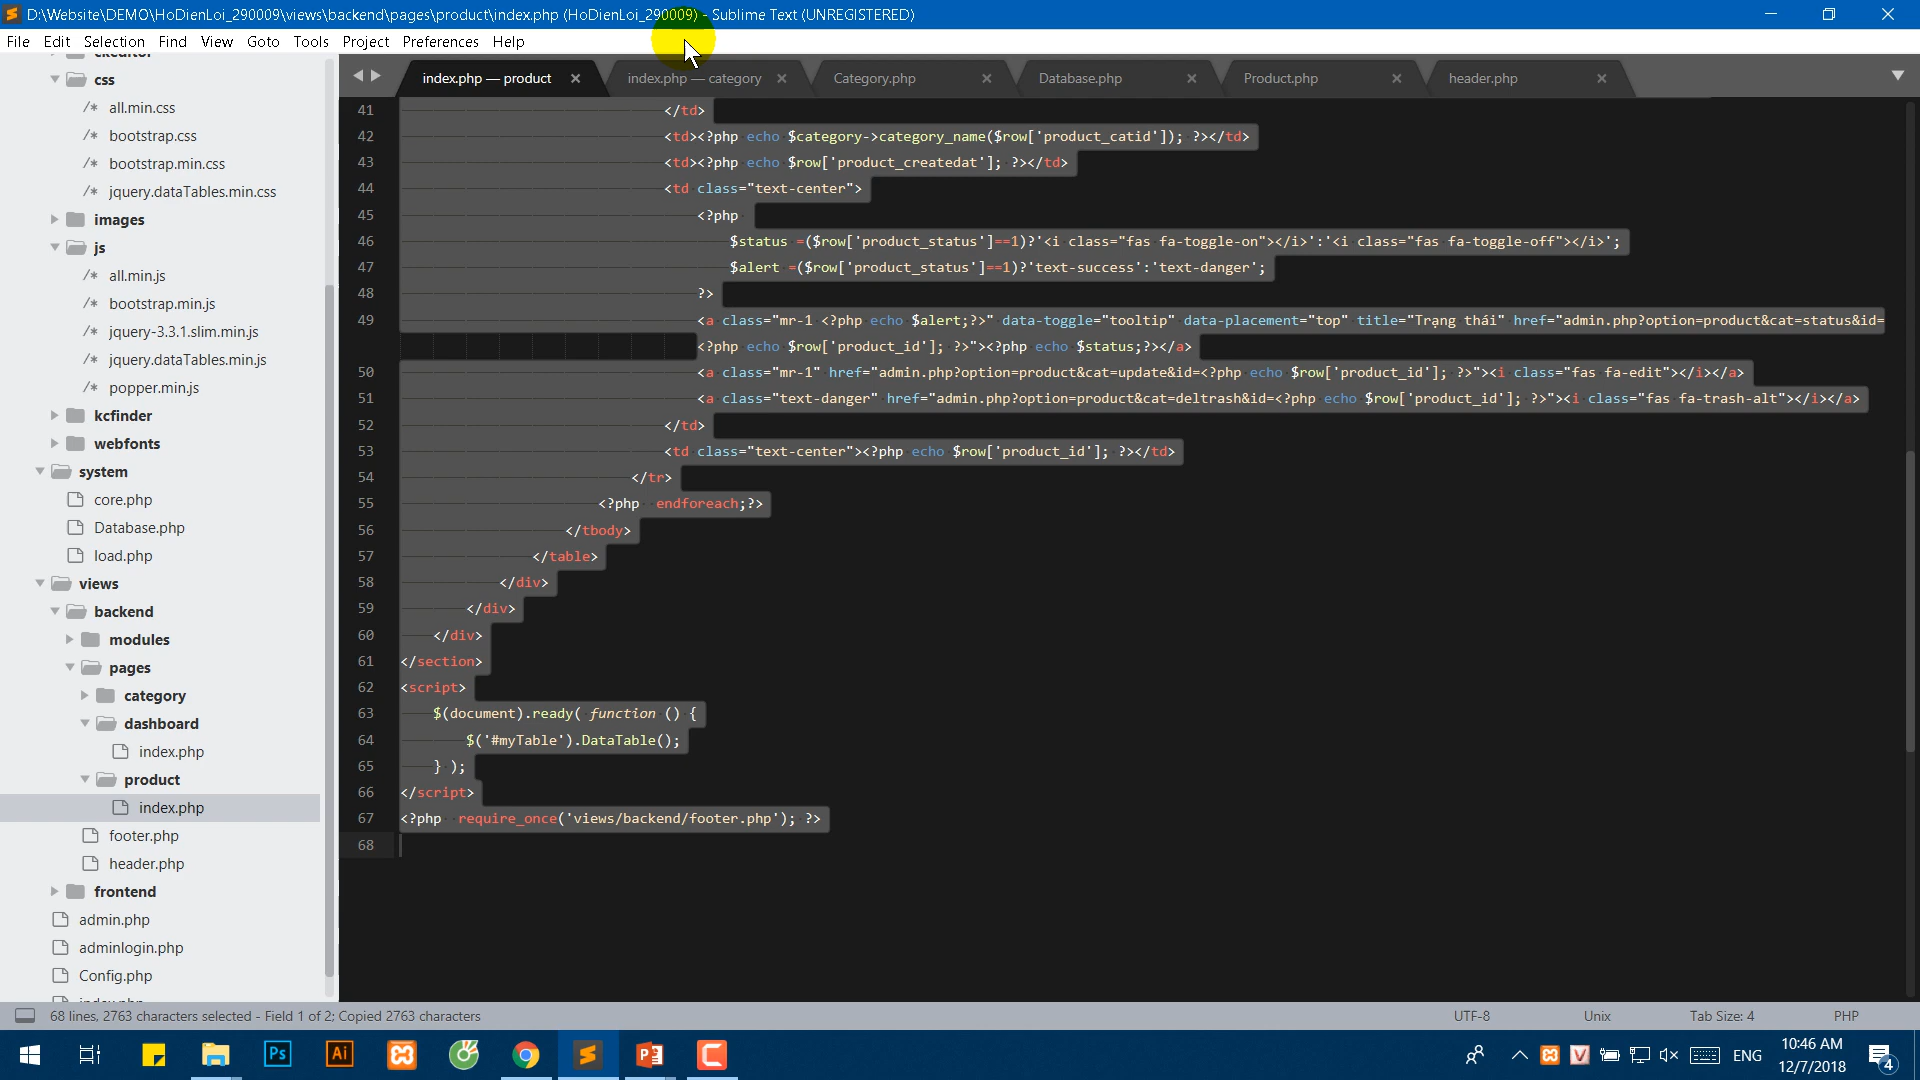 D:\Website\DEMO\HoDienLoi_290009\views\backend\pages\product\index.php (HoDienLoi_290009) - Sublime Text (UNREGISTERED)
File Edit Selection Find View Goto Tools Project Preferences Help
index.php — product
index.php — category
Category.php
Database.php
Product.php
header.php
css
/* all.min.css
/* bootstrap.css
/* bootstrap.min.css
/* jquery.dataTables.min.css
images
js
/* all.min.js
/* bootstrap.min.js
/* jquery-3.3.1.slim.min.js
/* jquery.dataTables.min.js
/* popper.min.js
kcfinder
webfonts
system
core.php
Database.php
load.php
views
backend
modules
pages
category
dashboard
index.php
product
index.php
footer.php
header.php
frontend
admin.php
adminlogin.php
Config.php
41 </td>
42 <td><?php echo $category->category_name($row['product_catid']); ?></td>
43 <td><?php echo $row['product_createdat']; ?></td>
44 <td class="text-center">
45 <?php
46 $status =($row['product_status']==1)?'<i class="fas fa-toggle-on"></i>':'<i class="fas fa-toggle-off"></i>';
47 $alert =($row['product_status']==1)?'text-success':'text-danger';
48 ?>
49 <a class="mr-1 <?php echo $alert;?>" data-toggle="tooltip" data-placement="top" title="Trạng thái" href="admin.php?option=product&cat=status&id=
<?php echo $row['product_id']; ?>"><?php echo $status;?></a>
50 <a class="mr-1" href="admin.php?option=product&cat=update&id=<?php echo $row['product_id']; ?>"><i class="fas fa-edit"></i></a>
51 <a class="text-danger" href="admin.php?option=product&cat=deltrash&id=<?php echo $row['product_id']; ?>"><i class="fas fa-trash-alt"></i></a>
52 </td>
53 <td class="text-center"><?php echo $row['product_id']; ?></td>
54 </tr>
55 <?php endforeach;?>
56 </tbody>
57 </table>
58 </div>
59 </div>
60 </div>
61 </section>
62 <script>
63 $(document).ready( function () {
64 $('#myTable').DataTable();
65 } );
66 </script>
67 <?php require_once('views/backend/footer.php'); ?>
68
68 lines, 2763 characters selected - Field 1 of 2; Copied 2763 characters
UTF-8 Unix Tab Size: 4 PHP
Ps
Ai
ENG
10:46 AM
12/7/2018
4